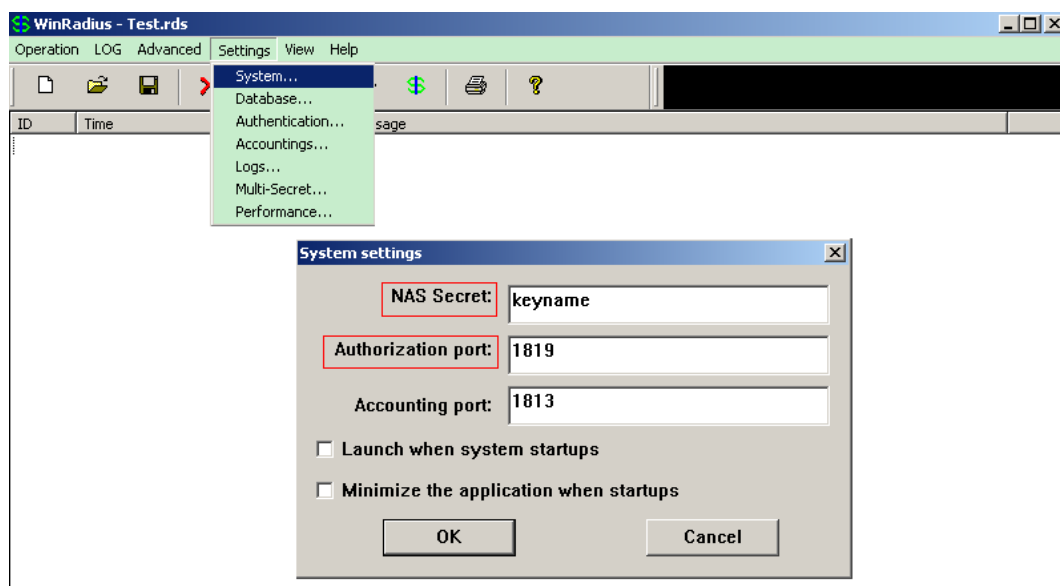 WinRadius - Test.rds
Operation LOG Advanced Settings View Help
System...
Database...
ID Time sage
Authentication...
Accountings...
Logs...
Multi-Secret...
Performance...
System settings
NAS Secret: keyname
Authorization port: 1819
Accounting port: 1813
Launch when system startups
Minimize the application when startups
OK Cancel